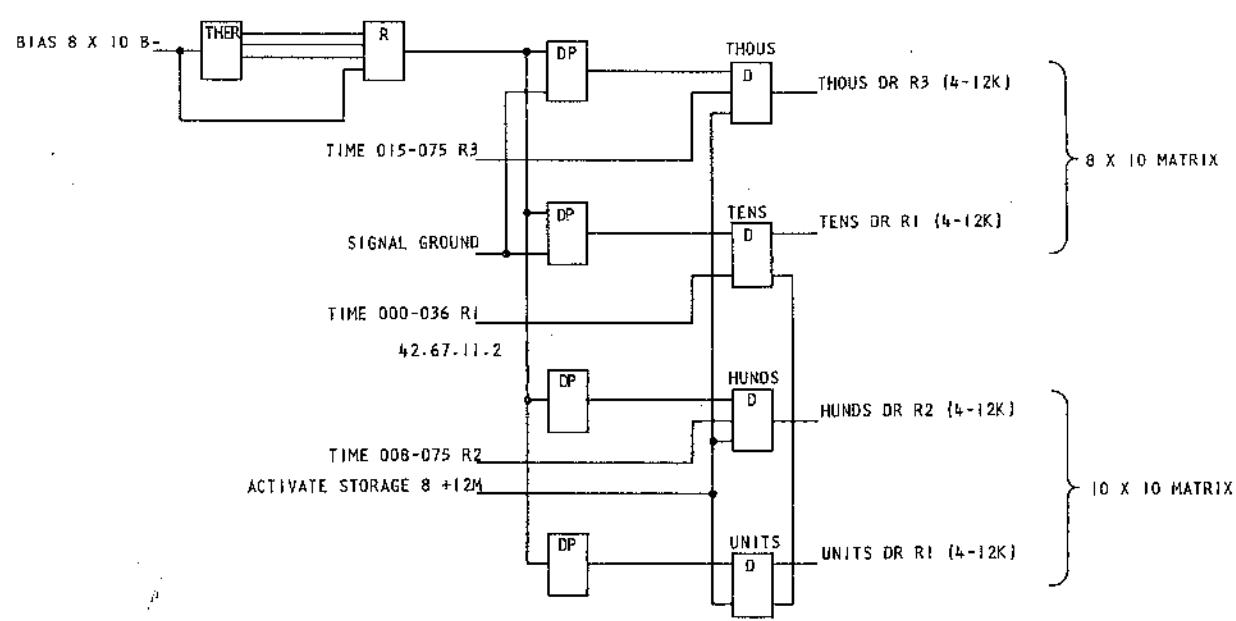 THOUS
BIAS 8 X 10 B-
THER
R
DP
D
THOUS DR R3 (4-12K)
TIME 015-075 R3
8 X 10 MATRIX
DP
TENS
D
TENS DR R1 (4-12K)
SIGNAL GROUND
TIME 000-036 R1
42.67.11.2
DP
HUNDS
D
HUNDS DR R2 (4-12K)
TIME 008-075 R2
ACTIVATE STORAGE 8 +12M
10 X 10 MATRIX
DP
UNITS
D
UNITS DR R1 (4-12K)